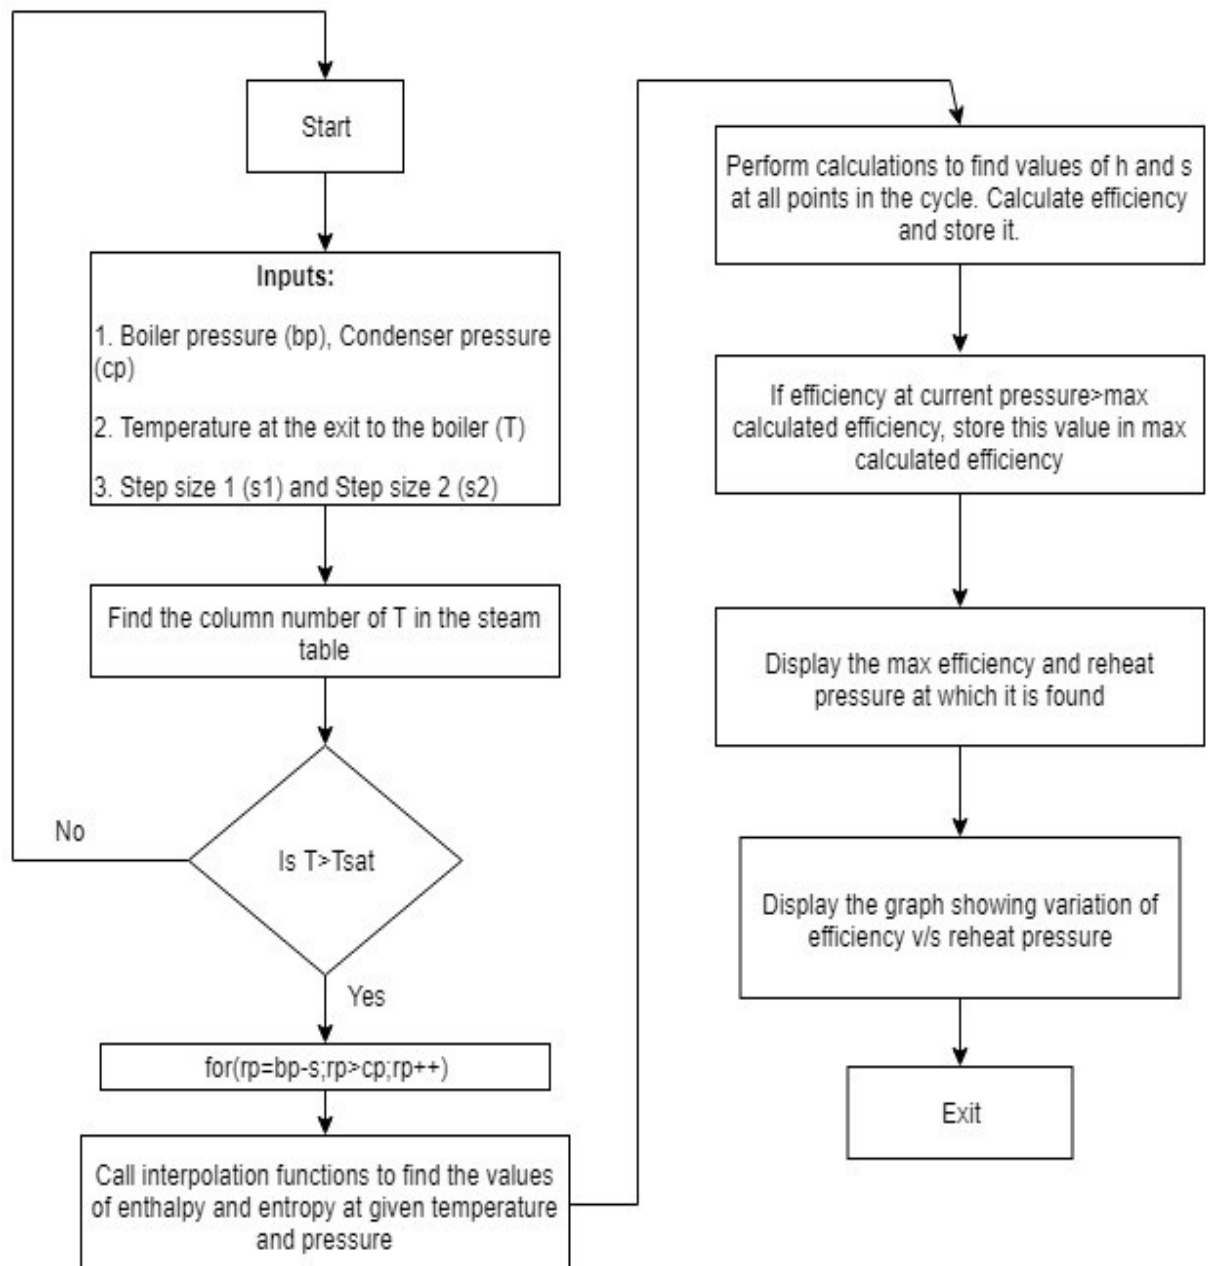 Start
Inputs:
1. Boiler pressure (bp), Condenser pressure
(cp)
2. Temperature at the exit to the boiler (T)
3. Step size 1 (s1) and Step size 2 (s2)
Find the column number of T in the steam
table
Is T>Tsat
No
Yes
for(rp=bp-s;rp>cp;rp++)
Call interpolation functions to find the values
of enthalpy and entropy at given temperature
and pressure
Perform calculations to find values of h and s
at all points in the cycle. Calculate efficiency
and store it.
If efficiency at current pressure>max
calculated efficiency, store this value in max
calculated efficiency
Display the max efficiency and reheat
pressure at which it is found
Display the graph showing variation of
efficiency v/s reheat pressure
Exit